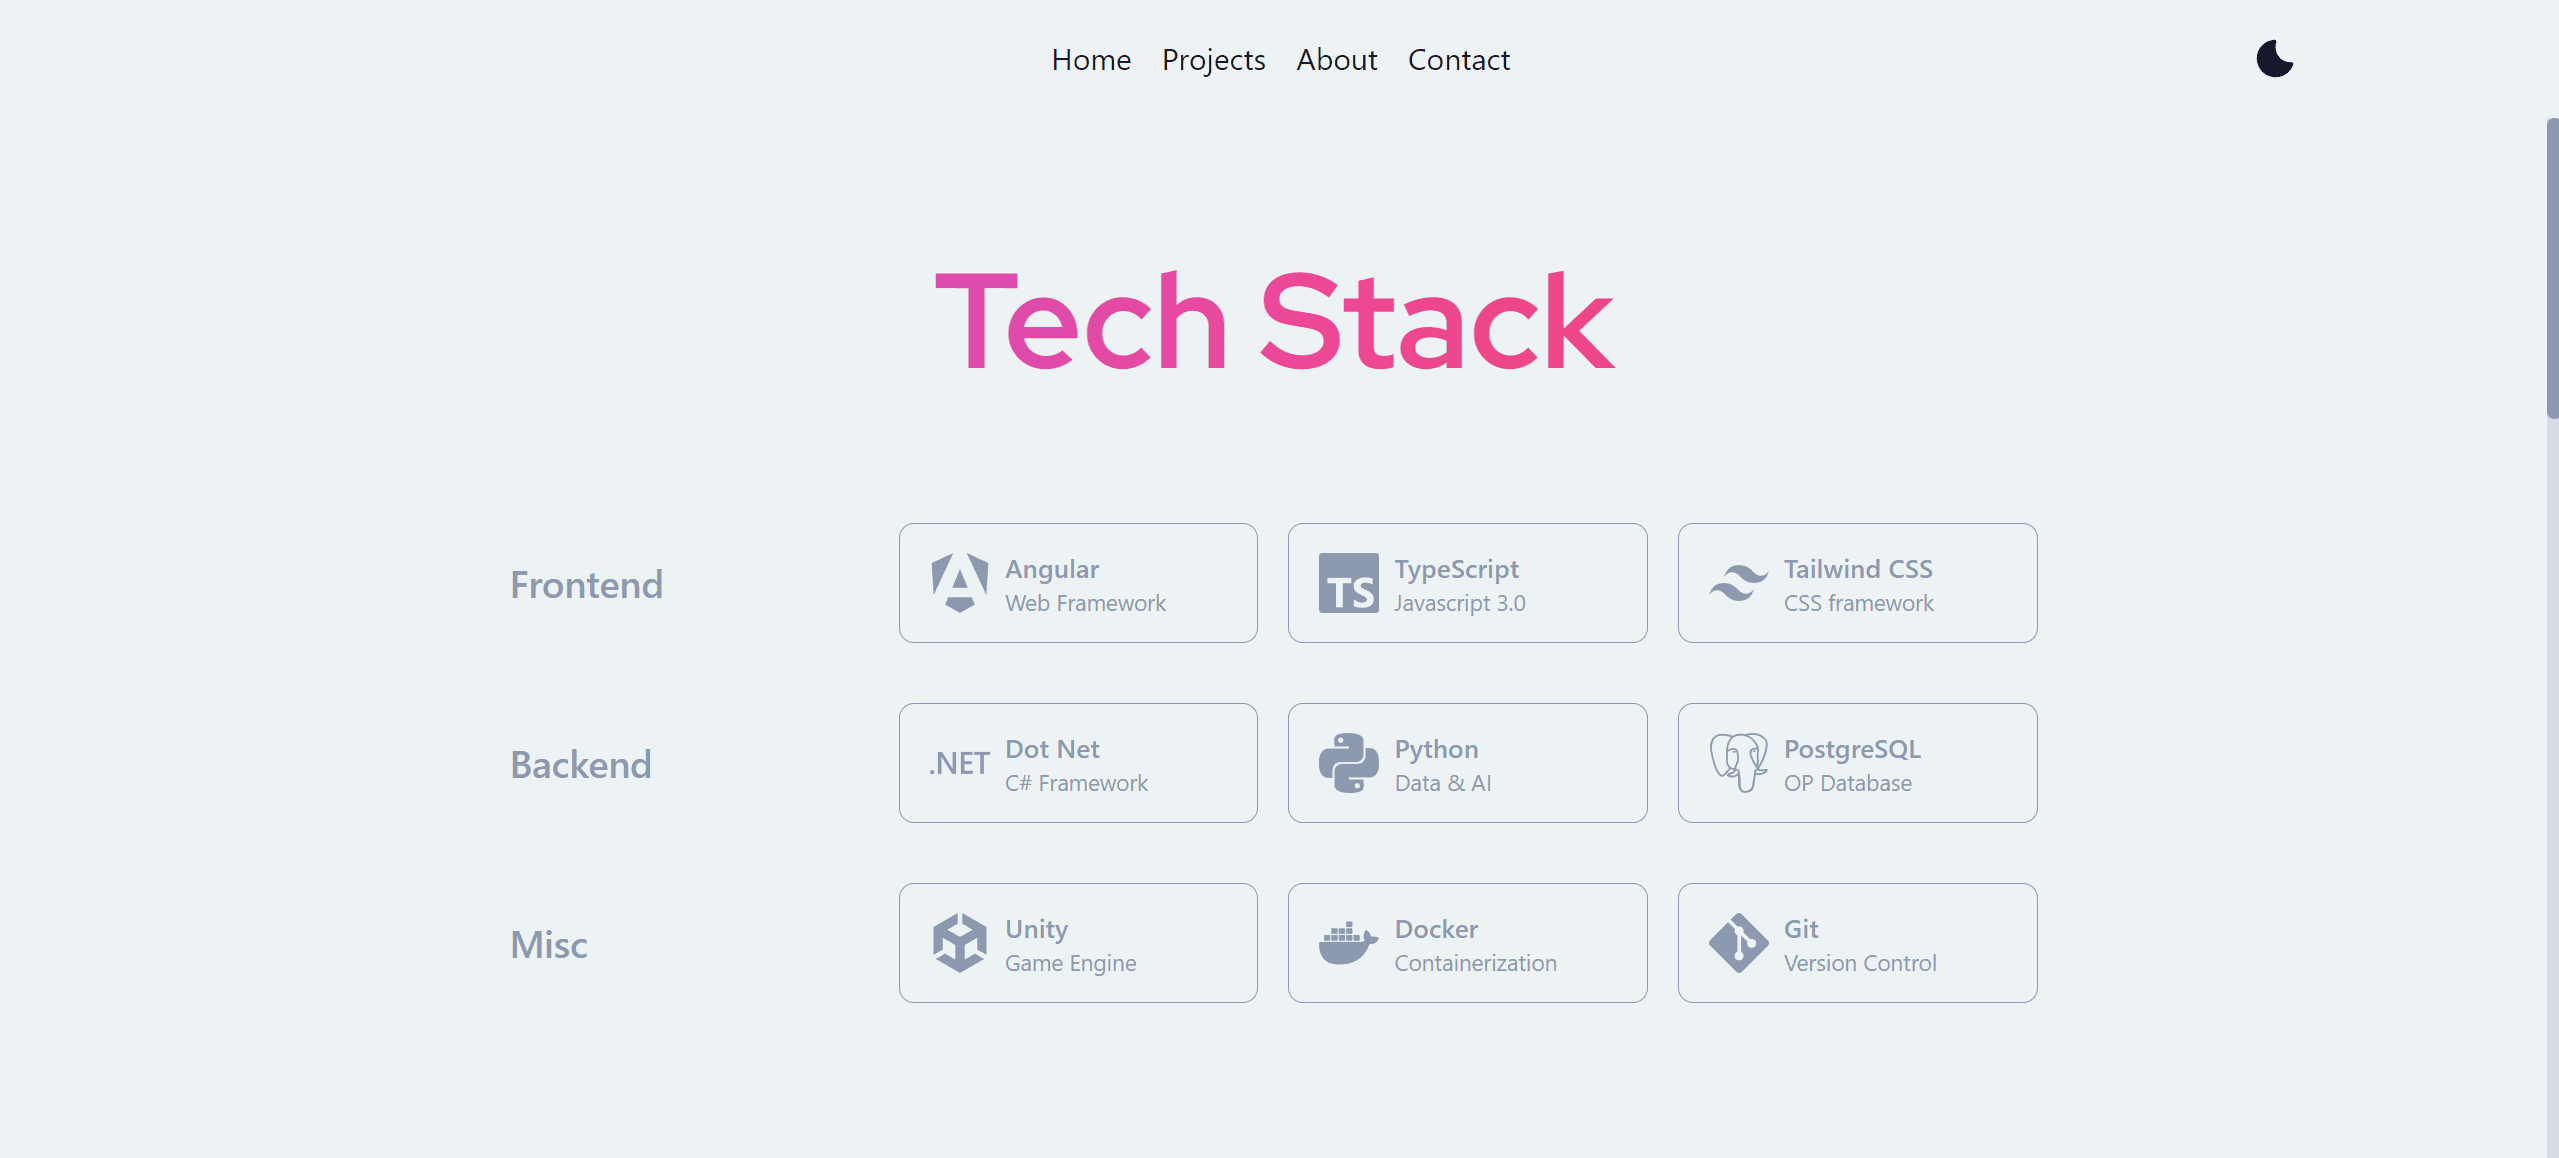 Home Projects About Contact
Tech Stack
Frontend
Angular
Web Framework
TS
TypeScript
Javascript 3.0
Tailwind CSS
CSS framework
Backend
.NET
Dot Net
C# Framework
Python
Data & AI
PostgreSQL
OP Database
Misc
Unity
Game Engine
Docker
Containerization
Git
Version Control